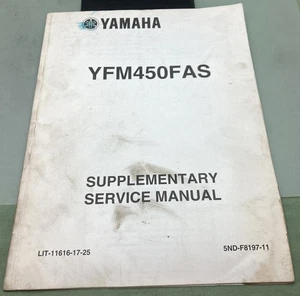 YAMAHA
YFM450FAS
SUPPLEMENTARY
SERVICE MANUAL
LIT-11616-17-25
5ND-F8197-11